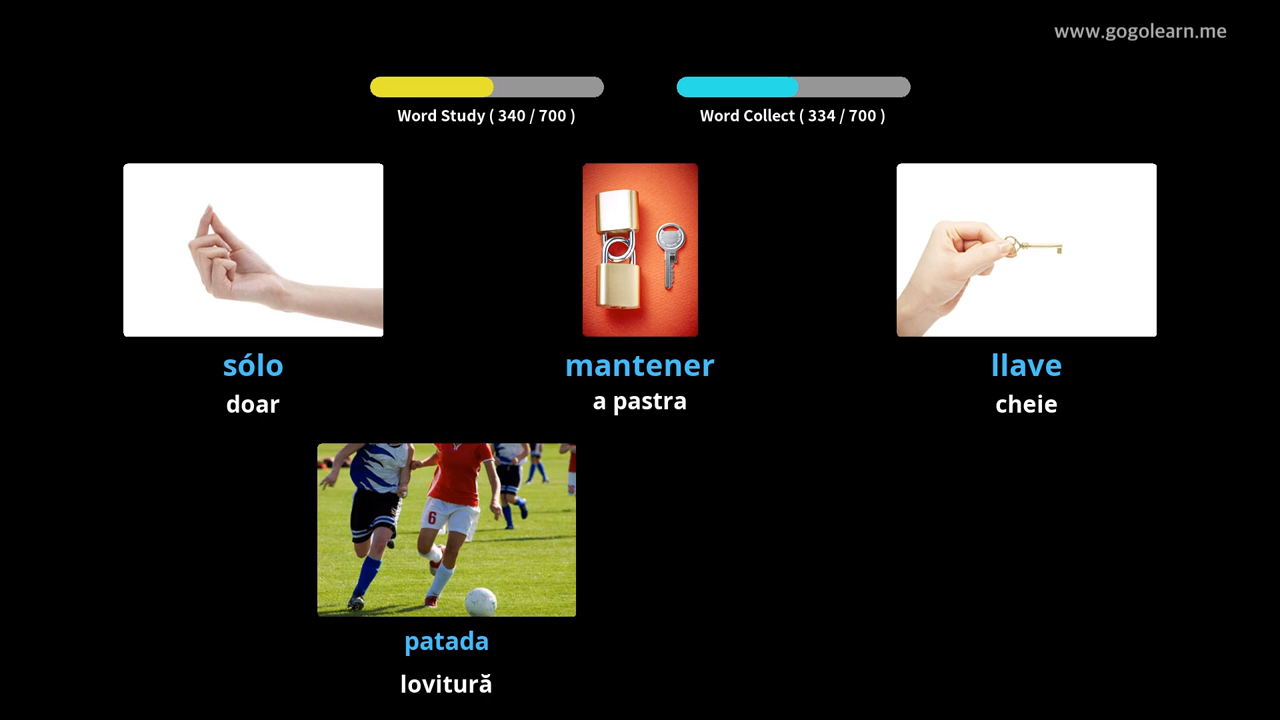 www.gogolearn.me
Word Study ( 340 / 700 )
Word Collect ( 334 / 700 )
sólo
doar
mantener
a pastra
llave
cheie
6
patada
lovitură